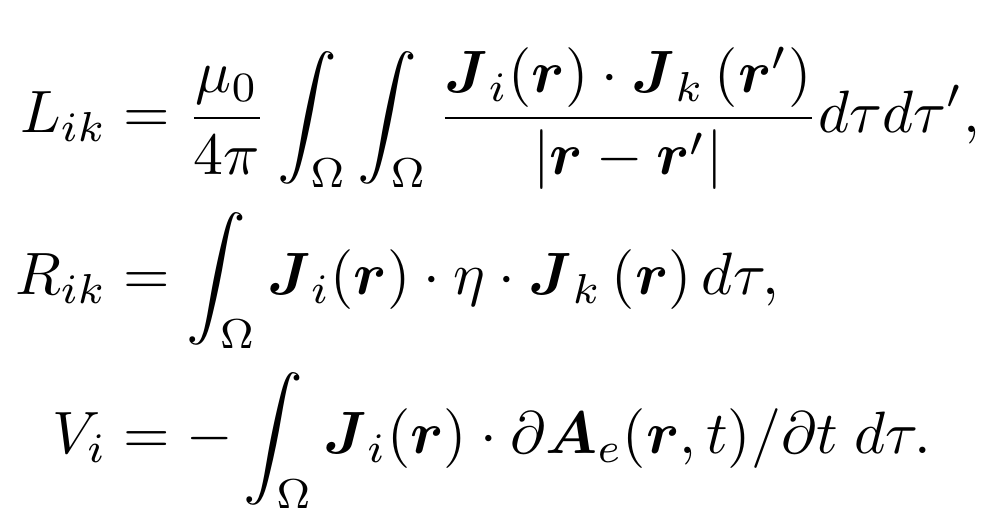 L_{ik} = \frac{\mu_0}{4\pi} \int_{\Omega} \int_{\Omega} \frac{\boldsymbol{J}_i(\boldsymbol{r}) \cdot \boldsymbol{J}_k(\boldsymbol{r}')}{|\boldsymbol{r} - \boldsymbol{r}'|} d\tau d\tau',
R_{ik} = \int_{\Omega} \boldsymbol{J}_i(\boldsymbol{r}) \cdot \eta \cdot \boldsymbol{J}_k(\boldsymbol{r}) \, d\tau,
V_i = - \int_{\Omega} \boldsymbol{J}_i(\boldsymbol{r}) \cdot \partial \boldsymbol{A}_e(\boldsymbol{r}, t) / \partial t \; d\tau.